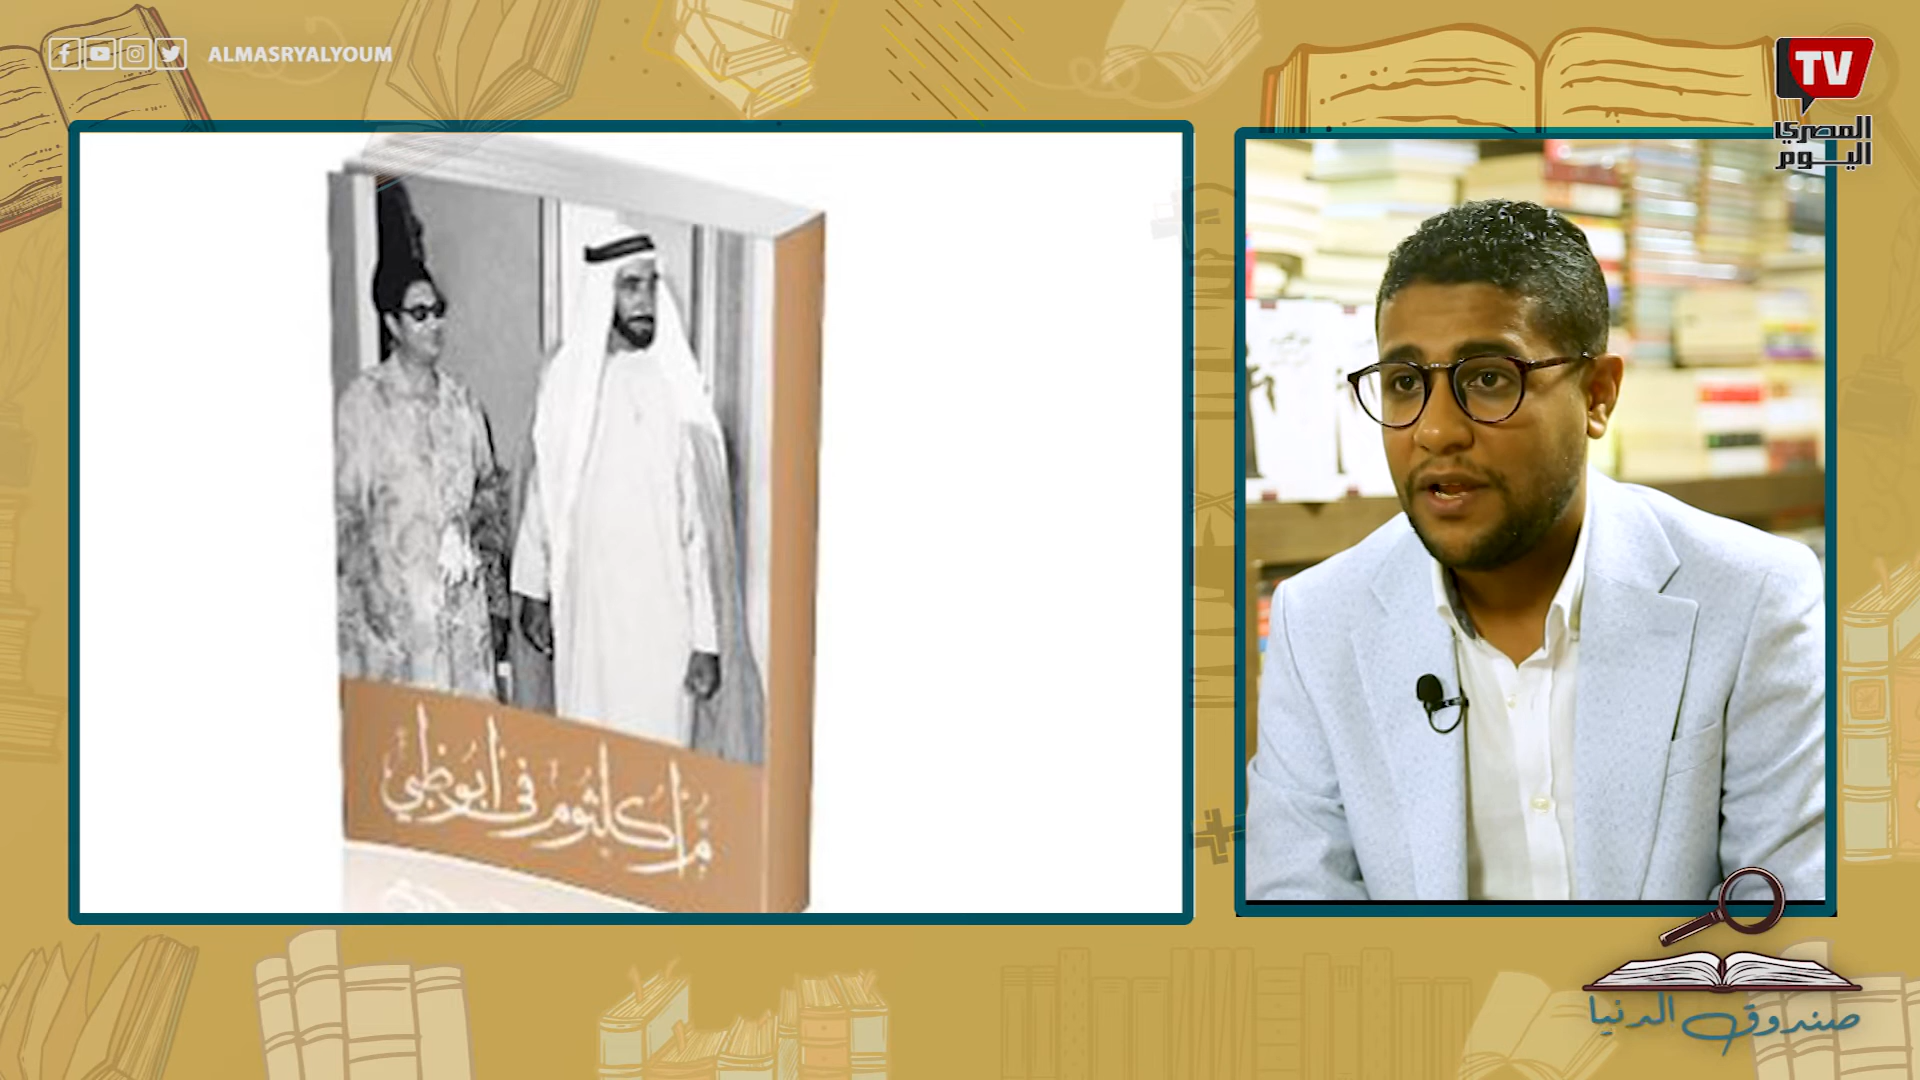 ALMASRYALYOUM
TV
المصري
اليوم
أم كلثوم في أبوظبي
صندوق الدنيا